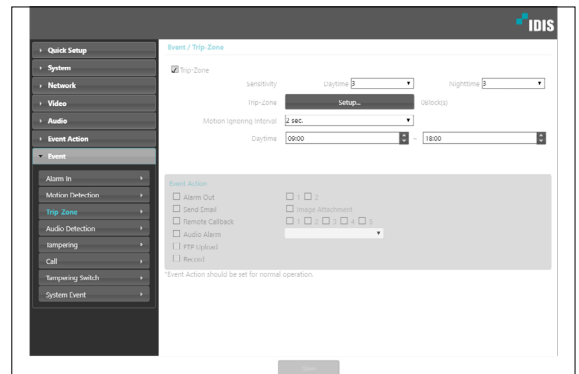 IDIS
Quick Setup
System
Network
Video
Audio
Event Action
Event
Alarm In
Motion Detection
Trip-Zone
Audio Detection
Tampering
Call
Tampering Switch
System Event
Event / Trip-Zone
Trip-Zone
Sensitivity Daytime 3 Nighttime 3
Trip-Zone Setup... 0Block(s)
Motion Ignoring Interval 2 sec.
Daytime 09:00 ~ 18:00
Event Action
Alarm Out 1 2
Send Email Image Attachment
Remote Callback 1 2 3 4 5
Audio Alarm
FTP Upload
Record
*Event Action should be set for normal operation.
Save